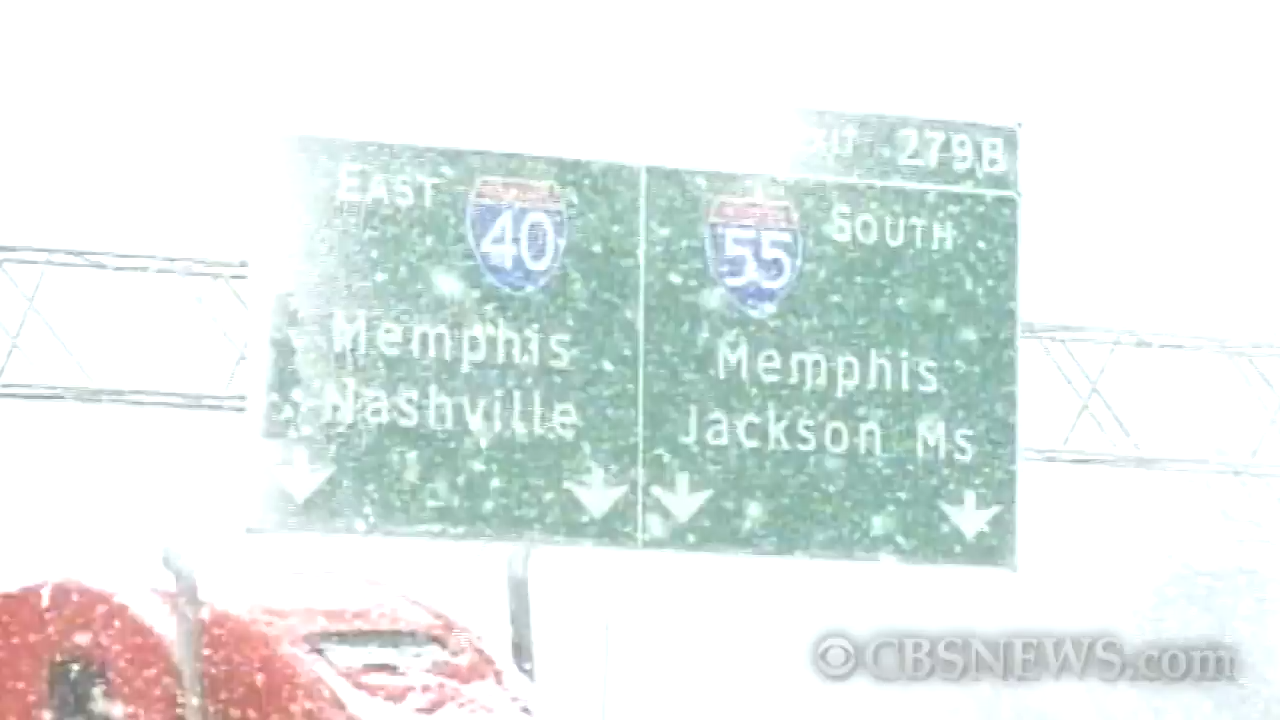 279B
EAST 40
55 SOUTH
Memphis
Nashville
Memphis
Jackson Ms
CBSNEWS.com